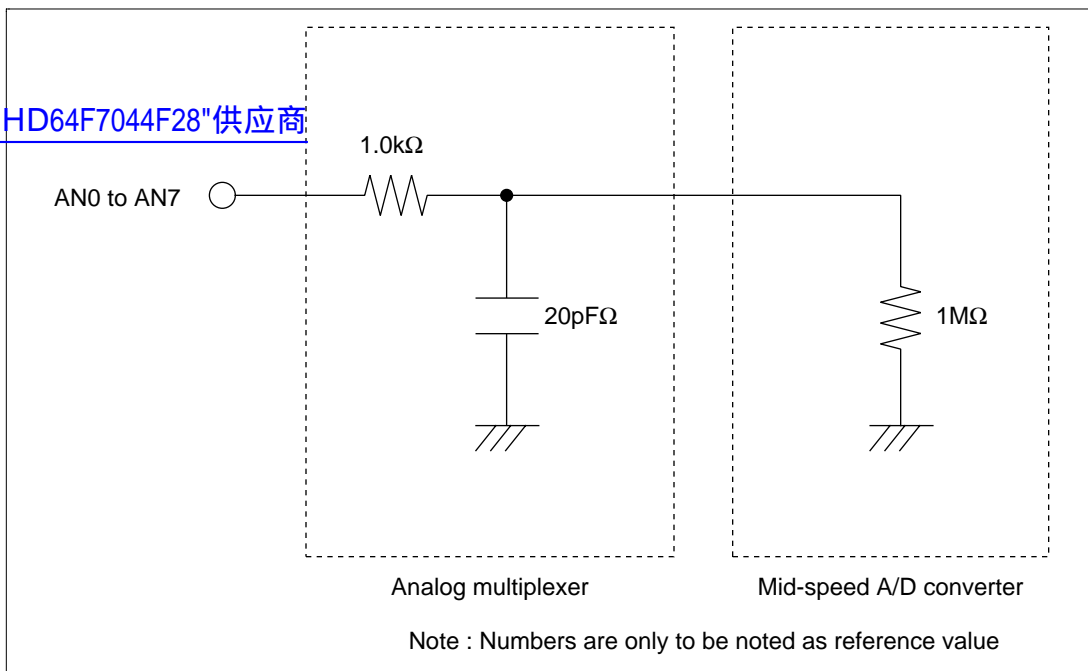 HD64F7044F28"供应商
1.0kΩ
AN0 to AN7
20pFΩ
1MΩ
Analog multiplexer
Mid-speed A/D converter
Note : Numbers are only to be noted as reference value